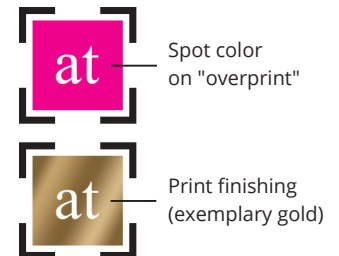 at
Spot color
on "overprint"
at
Print finishing
(exemplary gold)